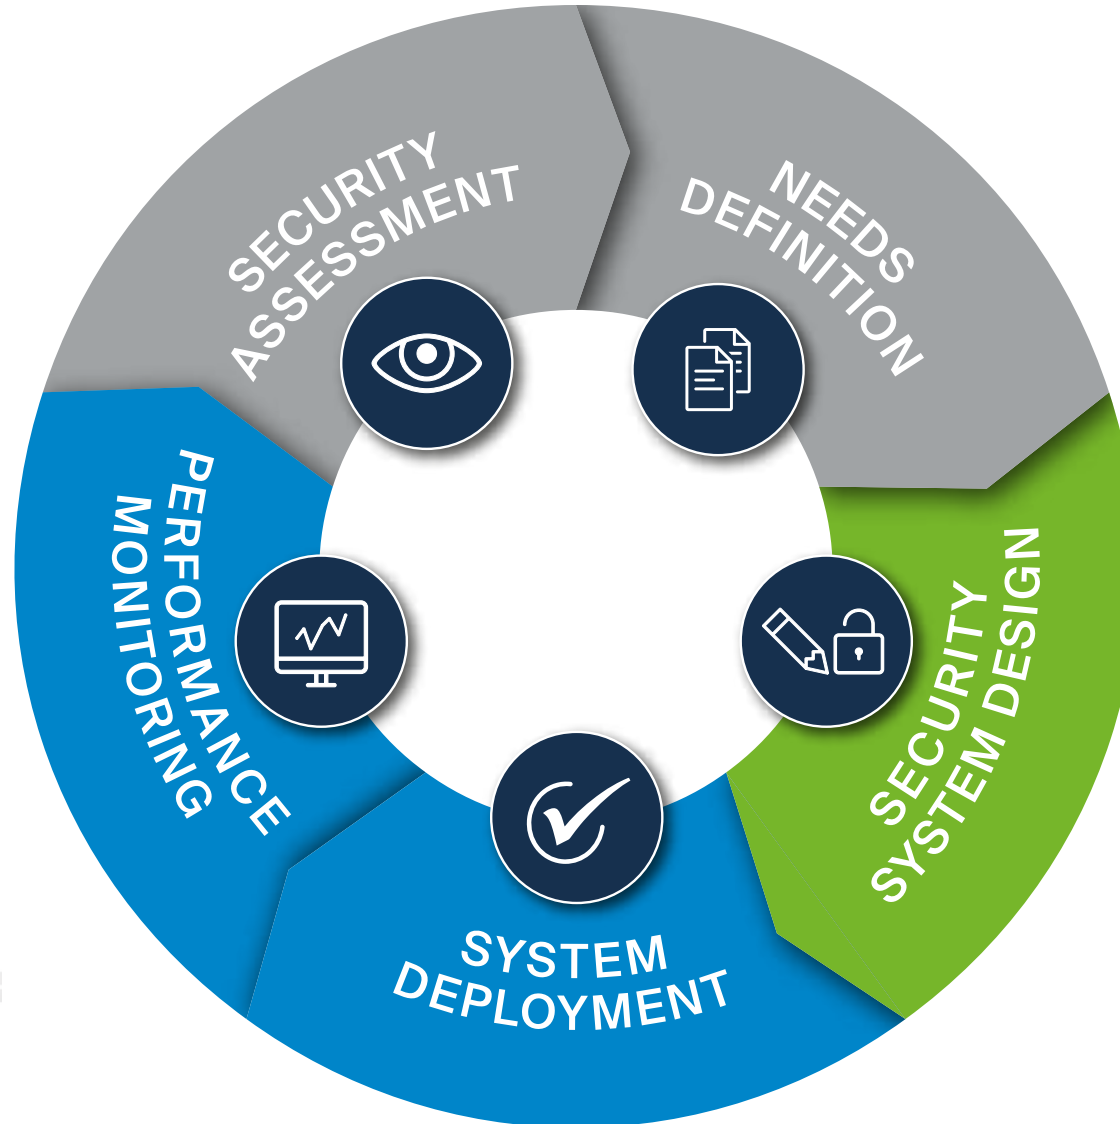 SECURITY
ASSESSMENT
NEEDS
DEFINITION
SECURITY
SYSTEM DESIGN
SYSTEM
DEPLOYMENT
PERFORMANCE
MONITORING